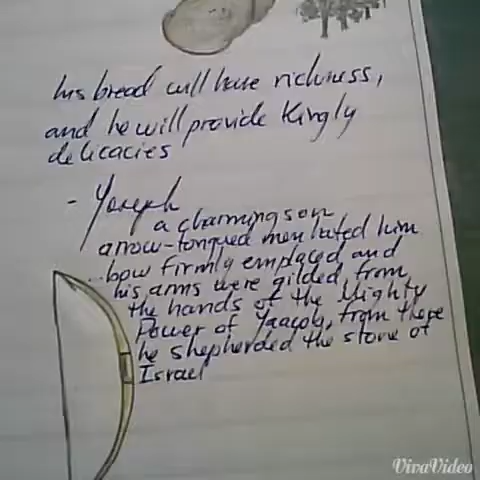 his bread will have richness,
and he will provide Kingly
delicacies
- Yoseph
a charming son
arrow-tongued men hated him
..bow firmly emplaced and
his arms were gilded, from
the hands of the Mighty
Power of Yaacob, from there
he shepherded the stone of
Israel
VivaVideo